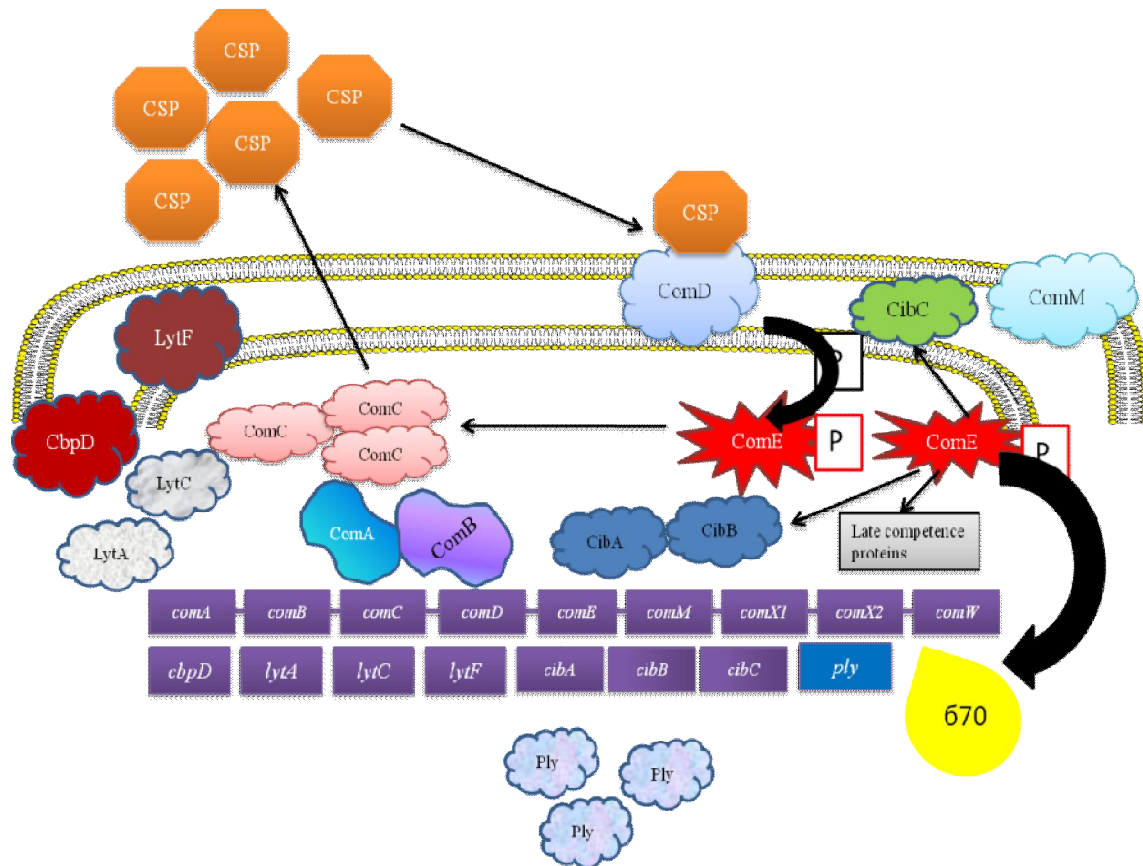 CSP
CSP
CSP
CSP
CSP
CSP
ComD
CibC
ComM
LytF
P
ComC
ComC
CbpD
ComE
P
ComE
P
ComC
LytC
ComA
ComB
CibA
CibB
Late competence
proteins
LytA
comA comB comC comD comE comM comX1 comX2 comW
cbpD lytA lytC lytF cibA cibB cibC ply
б70
Ply
Ply
Ply